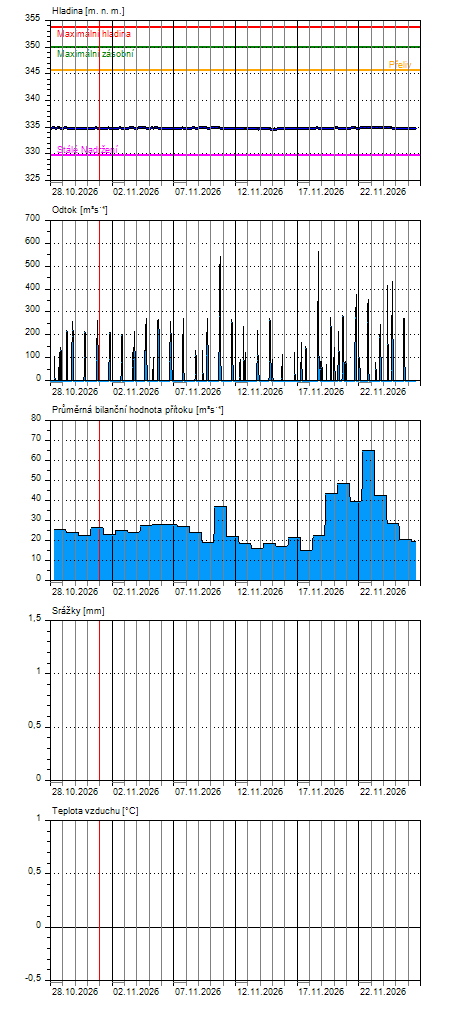 Hladina [m. n. m.]
355
Maximální hladina
350
Maximální zásobní
345
Přeliv
340
335
330
Stálé Nadržení
325
28.10.2026 02.11.2026 07.11.2026 12.11.2026 17.11.2026 22.11.2026
Odtok [m³s⁻¹]
700
600
500
400
300
200
100
0
28.10.2026 02.11.2026 07.11.2026 12.11.2026 17.11.2026 22.11.2026
Průměrná bilanční hodnota přítoku [m³s⁻¹]
80
70
60
50
40
30
20
10
0
28.10.2026 02.11.2026 07.11.2026 12.11.2026 17.11.2026 22.11.2026
Srážky [mm]
1,5
1
0,5
0
28.10.2026 02.11.2026 07.11.2026 12.11.2026 17.11.2026 22.11.2026
Teplota vzduchu [°C]
1
0,5
0
-0,5
28.10.2026 02.11.2026 07.11.2026 12.11.2026 17.11.2026 22.11.2026